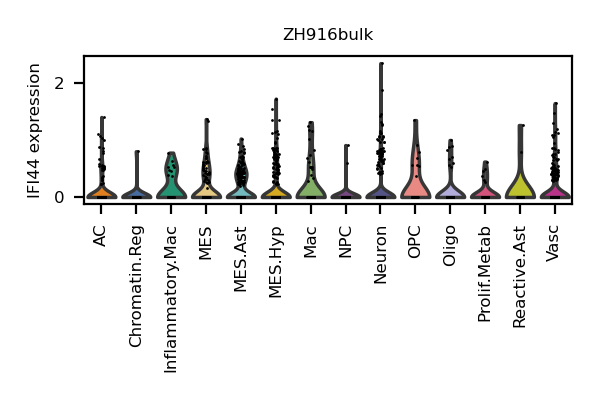 ZH916bulk
IFI44 expression
2
0
AC
Chromatin.Reg
Inflammatory.Mac
MES
MES.Ast
MES.Hyp
Mac
NPC
Neuron
OPC
Oligo
Prolif.Metab
Reactive.Ast
Vasc